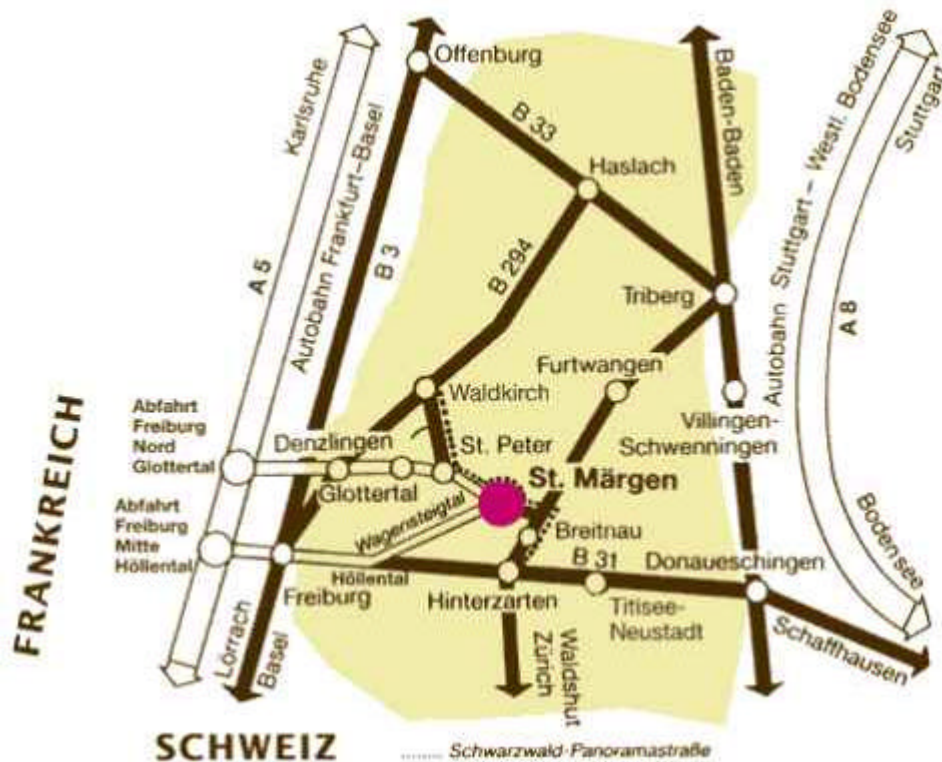 Offenburg
Karlsruhe
Autobahn Frankfurt-Basel
A 5
B 3
B 33
Haslach
Baden-Baden
Autobahn Stuttgart - Westl. Bodensee
Stuttgart
A 8
B 294
Triberg
Furtwangen
Waldkirch
Villingen-
Schwenningen
FRANKREICH
Abfahrt
Freiburg
Nord
Glottertal
Denzlingen
St. Peter
Glottertal
St. Märgen
Abfahrt
Freiburg
Mitte
Höllental
Wagensteigtal
Breitnau
B 31
Donaueschingen
Bodensee
Höllental
Freiburg
Hinterzarten
Titisee-
Neustadt
Schaffhausen
Lörrach
Basel
Waldshut
Zürich
SCHWEIZ
........ Schwarzwald-Panoramastraße